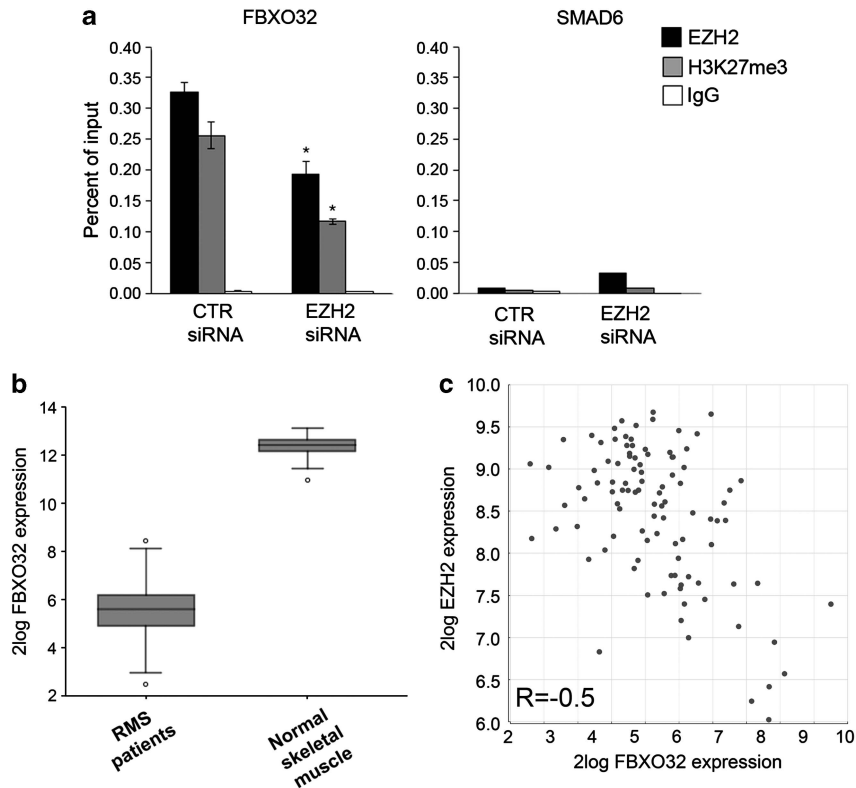 a
FBXO32
SMAD6
EZH2
H3K27me3
IgG
Percent of input
0.40
0.35
0.30
0.25
0.20
0.15
0.10
0.05
0.00
*
*
CTR
siRNA
EZH2
siRNA
0.40
0.35
0.30
0.25
0.20
0.15
0.10
0.05
0.00
CTR
siRNA
EZH2
siRNA
b
2log FBXO32 expression
14
12
10
8
6
4
2
RMS
patients
Normal
skeletal
muscle
c
2log EZH2 expression
10.0
9.5
9.0
8.5
8.0
7.5
7.0
6.5
6.0
R=-0.5
2 3 4 5 6 7 8 9 10
2log FBXO32 expression